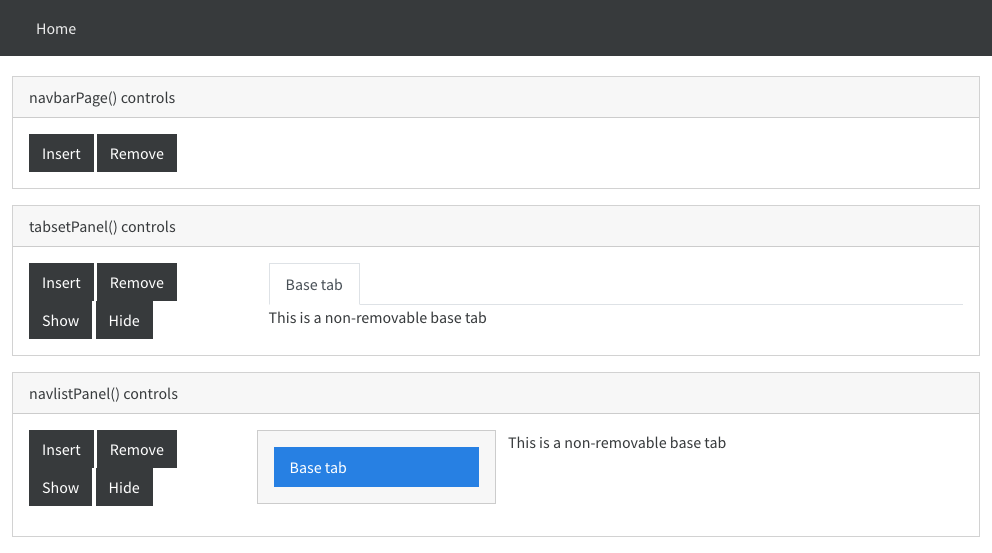 Home
navbarPage() controls
Insert Remove
tabsetPanel() controls
Insert Remove
Show Hide
Base tab
This is a non-removable base tab
navlistPanel() controls
Insert Remove
Show Hide
Base tab
This is a non-removable base tab